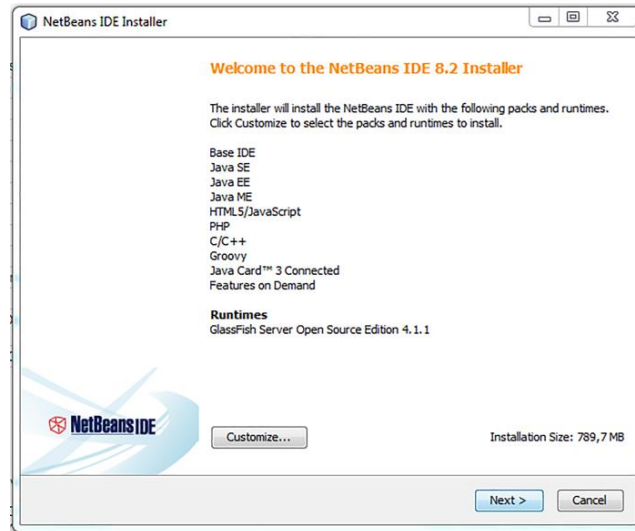 NetBeans IDE Installer
Welcome to the NetBeans IDE 8.2 Installer
The installer will install the NetBeans IDE with the following packs and runtimes.
Click Customize to select the packs and runtimes to install.
Base IDE
Java SE
Java EE
Java ME
HTML5/JavaScript
PHP
C/C++
Groovy
Java Card™ 3 Connected
Features on Demand
Runtimes
GlassFish Server Open Source Edition 4.1.1
NetBeans IDE
Customize...
Installation Size: 789,7 MB
Next >
Cancel